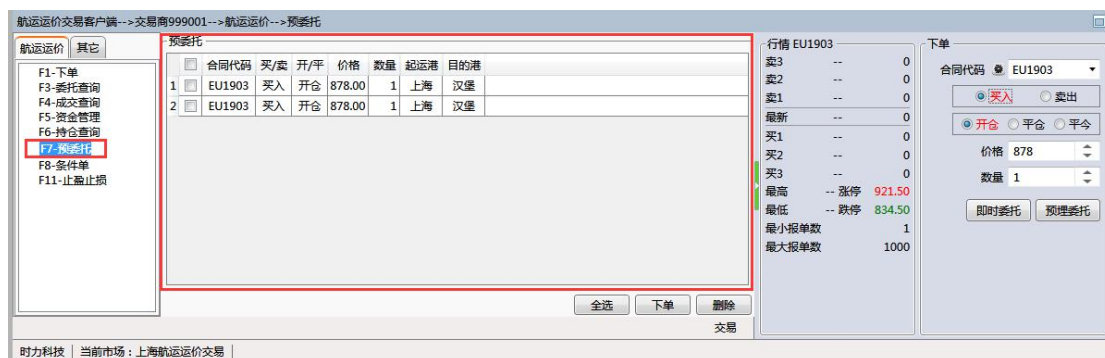 航运运价交易客户端-->交易商999001-->航运运价-->预委托
航运运价 其它
F1-下单
F3-委托查询
F4-成交查询
F5-资金管理
F6-持仓查询
F7-预委托
F8-条件单
F11-止盈止损
预委托
合同代码 买/卖 开/平 价格 数量 起运港 目的港
1 EU1903 买入 开仓 878.00 1 上海 汉堡
2 EU1903 买入 开仓 878.00 1 上海 汉堡
全选 下单 删除
交易
行情 EU1903
卖3 -- 0
卖2 -- 0
卖1 -- 0
最新 -- 0
买1 -- 0
买2 -- 0
买3 -- 0
最高 -- 涨停 921.50
最低 -- 跌停 834.50
最小报单数 1
最大报单数 1000
下单
合同代码 EU1903
买入 卖出
开仓 平仓 平今
价格 878
数量 1
即时委托 预埋委托
时力科技 当前市场：上海航运运价交易